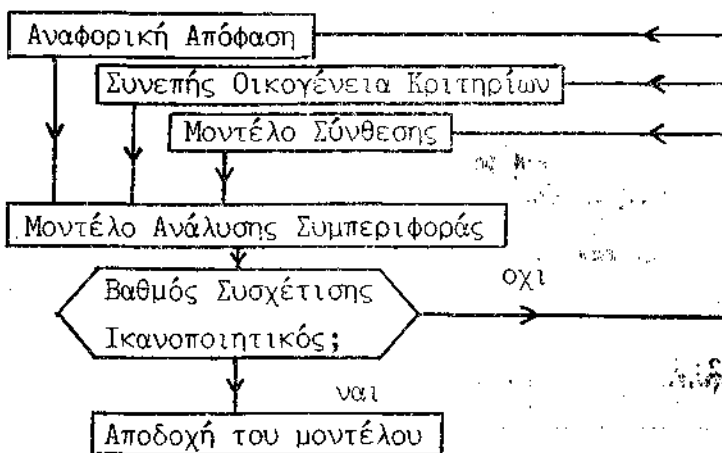 Αναφορική Απόφαση
Συνεπής Οικογένεια Κριτηρίων
Μοντέλο Σύνθεσης
Μοντέλο Ανάλυσης Συμπεριφοράς
Βαθμός Συσχέτισης
Ικανοποιητικός;
οχι
ναι
Αποδοχή του μοντέλου